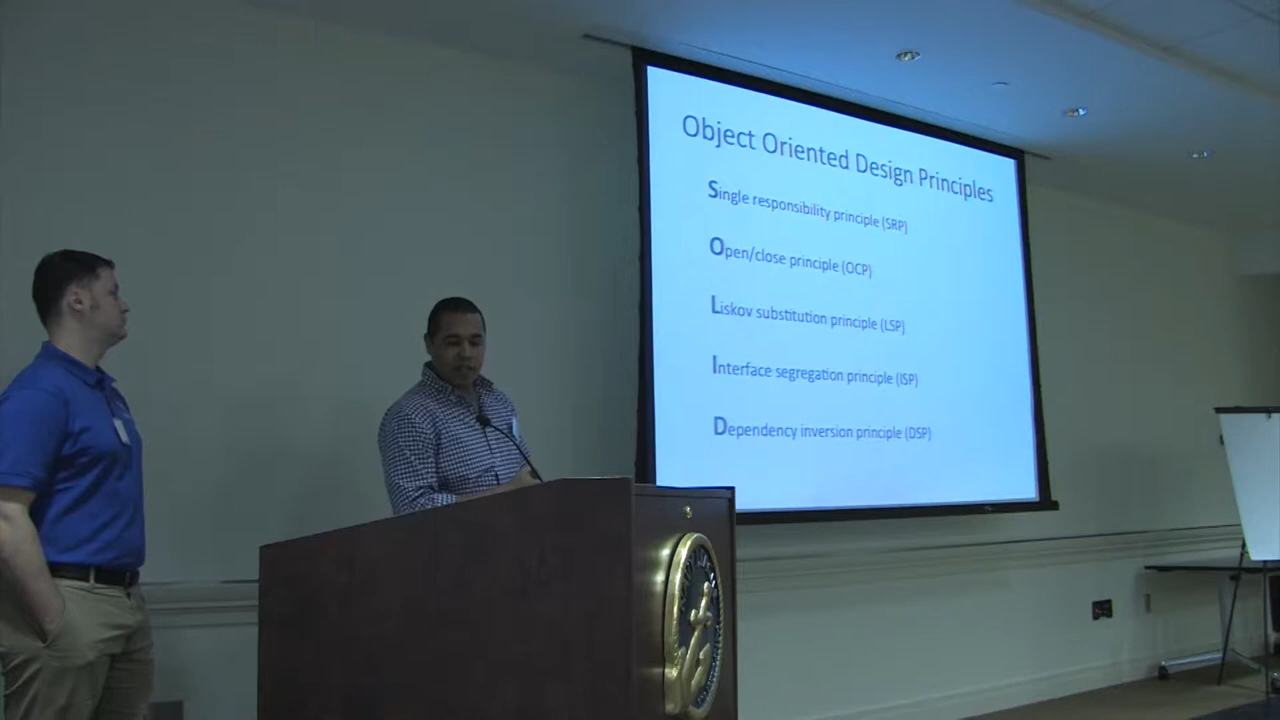 Object Oriented Design Principles
Single responsibility principle (SRP)
Open/close principle (OCP)
Liskov substitution principle (LSP)
Interface segregation principle (ISP)
Dependency inversion principle (DSP)